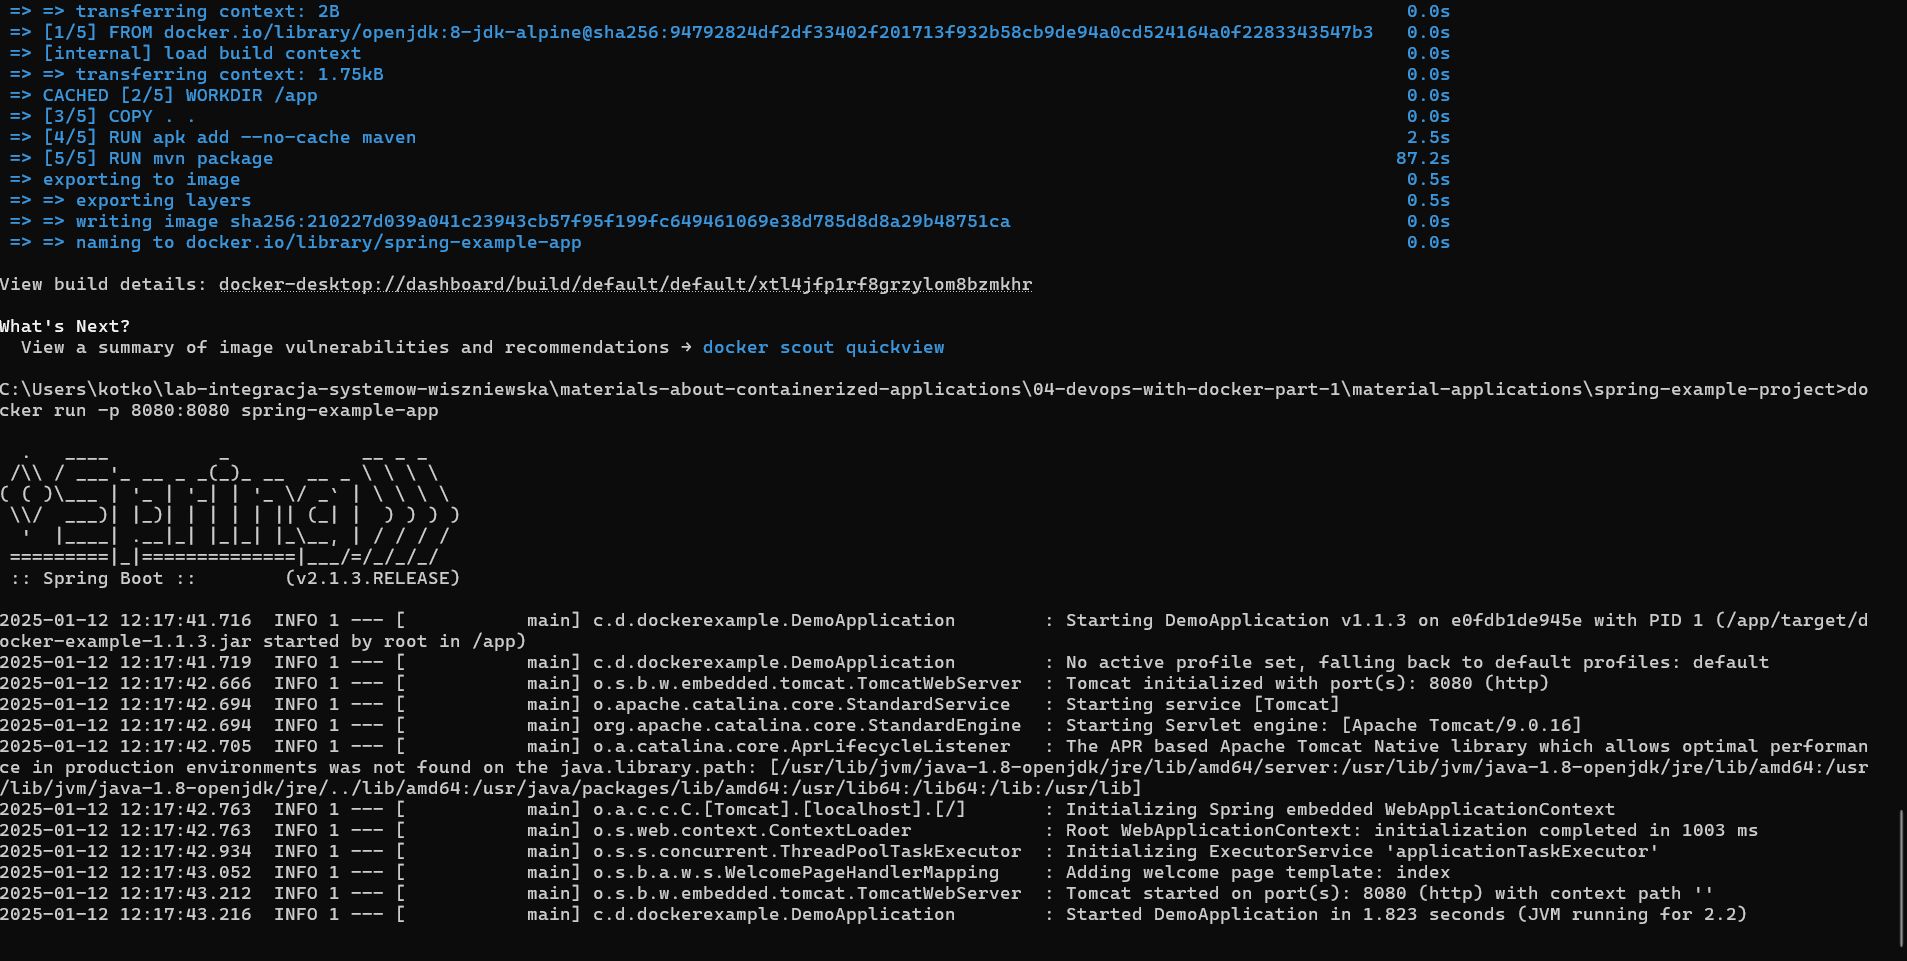 => => transferring context: 2B 0.0s
=> [1/5] FROM docker.io/library/openjdk:8-jdk-alpine@sha256:94792824df2df33402f201713f932b58cb9de94a0cd524164a0f2283343547b3 0.0s
=> [internal] load build context 0.0s
=> => transferring context: 1.75kB 0.0s
=> CACHED [2/5] WORKDIR /app 0.0s
=> [3/5] COPY . . 0.0s
=> [4/5] RUN apk add --no-cache maven 2.5s
=> [5/5] RUN mvn package 87.2s
=> exporting to image 0.5s
=> => exporting layers 0.5s
=> => writing image sha256:210227d039a041c23943cb57f95f199fc649461069e38d785d8d8a29b48751ca 0.0s
=> => naming to docker.io/library/spring-example-app 0.0s

View build details: docker-desktop://dashboard/build/default/default/xtl4jfp1rf8grzylom8bzmkhr

What's Next?
  View a summary of image vulnerabilities and recommendations → docker scout quickview

C:\Users\kotko\lab-integracja-systemow-wiszniewska\materials-about-containerized-applications\04-devops-with-docker-part-1\material-applications\spring-example-project>do
cker run -p 8080:8080 spring-example-app

  .   ____          _            __ _ _
 /\\ / ___'_ __ _ _(_)_ __  __ _ \ \ \ \
( ( )\___ | '_ | '_| | '_ \/ _` | \ \ \ \
 \\/  ___)| |_)| | | | | || (_| |  ) ) ) )
  '  |____| .__|_| |_|_| |_\__, | / / / /
 =========|_|==============|___/=/_/_/_/
 :: Spring Boot ::        (v2.1.3.RELEASE)

2025-01-12 12:17:41.716  INFO 1 --- [           main] c.d.dockerexample.DemoApplication        : Starting DemoApplication v1.1.3 on e0fdb1de945e with PID 1 (/app/target/d
ocker-example-1.1.3.jar started by root in /app)
2025-01-12 12:17:41.719  INFO 1 --- [           main] c.d.dockerexample.DemoApplication        : No active profile set, falling back to default profiles: default
2025-01-12 12:17:42.666  INFO 1 --- [           main] o.s.b.w.embedded.tomcat.TomcatWebServer  : Tomcat initialized with port(s): 8080 (http)
2025-01-12 12:17:42.694  INFO 1 --- [           main] o.apache.catalina.core.StandardService   : Starting service [Tomcat]
2025-01-12 12:17:42.694  INFO 1 --- [           main] org.apache.catalina.core.StandardEngine  : Starting Servlet engine: [Apache Tomcat/9.0.16]
2025-01-12 12:17:42.705  INFO 1 --- [           main] o.a.catalina.core.AprLifecycleListener   : The APR based Apache Tomcat Native library which allows optimal performan
ce in production environments was not found on the java.library.path: [/usr/lib/jvm/java-1.8-openjdk/jre/lib/amd64/server:/usr/lib/jvm/java-1.8-openjdk/jre/lib/amd64:/usr
/lib/jvm/java-1.8-openjdk/jre/../lib/amd64:/usr/java/packages/lib/amd64:/usr/lib64:/lib64:/lib:/usr/lib]
2025-01-12 12:17:42.763  INFO 1 --- [           main] o.a.c.c.C.[Tomcat].[localhost].[/]       : Initializing Spring embedded WebApplicationContext
2025-01-12 12:17:42.763  INFO 1 --- [           main] o.s.web.context.ContextLoader            : Root WebApplicationContext: initialization completed in 1003 ms
2025-01-12 12:17:42.934  INFO 1 --- [           main] o.s.s.concurrent.ThreadPoolTaskExecutor  : Initializing ExecutorService 'applicationTaskExecutor'
2025-01-12 12:17:43.052  INFO 1 --- [           main] o.s.b.a.w.s.WelcomePageHandlerMapping    : Adding welcome page template: index
2025-01-12 12:17:43.212  INFO 1 --- [           main] o.s.b.w.embedded.tomcat.TomcatWebServer  : Tomcat started on port(s): 8080 (http) with context path ''
2025-01-12 12:17:43.216  INFO 1 --- [           main] c.d.dockerexample.DemoApplication        : Started DemoApplication in 1.823 seconds (JVM running for 2.2)